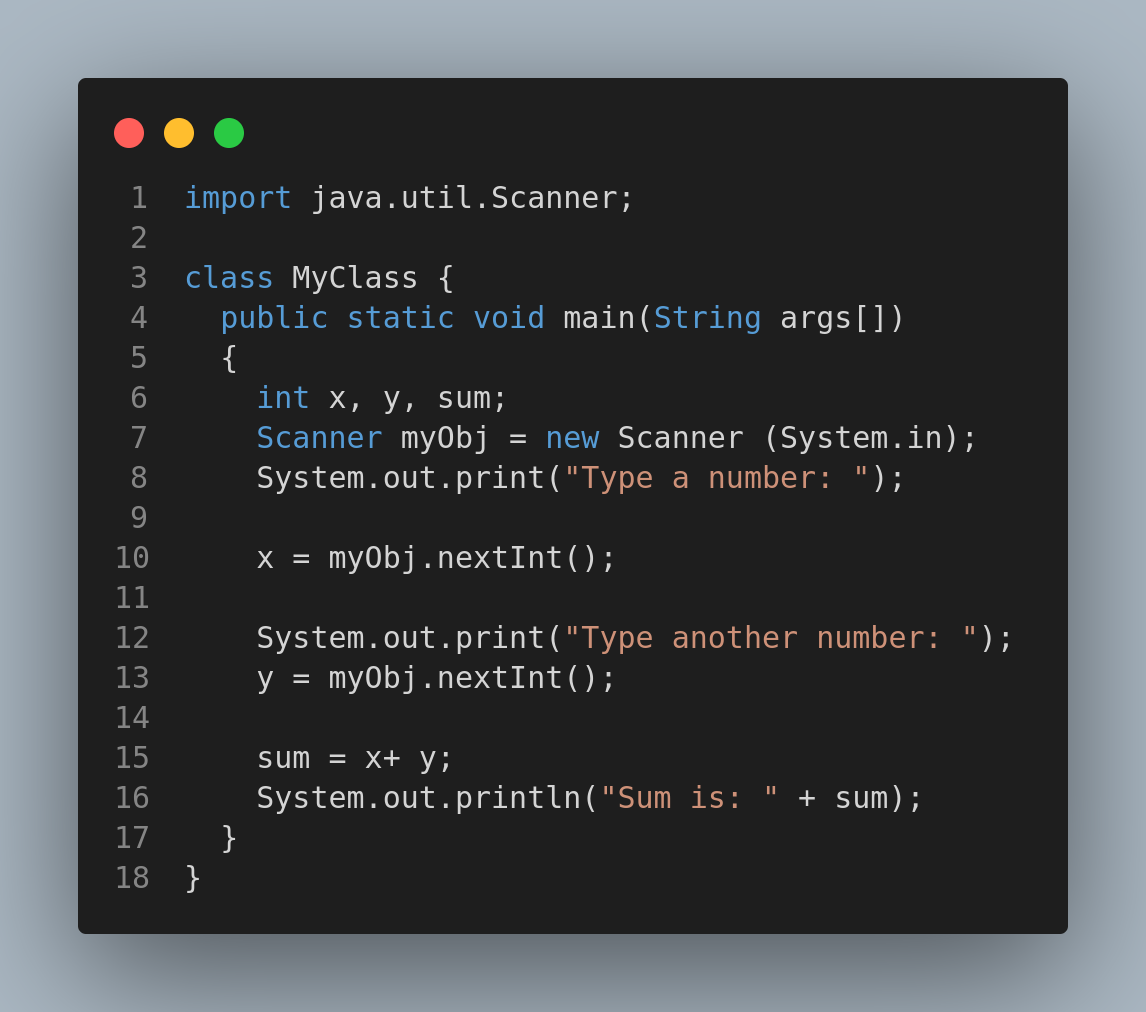 1 import java.util.Scanner;
2
3 class MyClass {
4   public static void main(String args[])
5   {
6     int x, y, sum;
7     Scanner myObj = new Scanner (System.in);
8     System.out.print("Type a number: ");
9
10     x = myObj.nextInt();
11
12     System.out.print("Type another number: ");
13     y = myObj.nextInt();
14
15     sum = x+ y;
16     System.out.println("Sum is: " + sum);
17   }
18 }